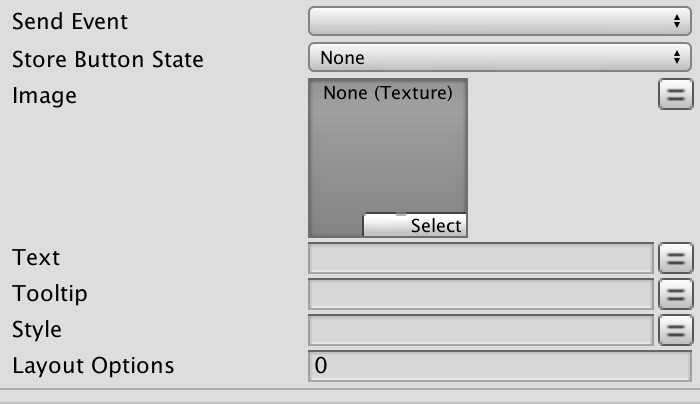 Send Event
Store Button State None
Image None (Texture)
Select
Text
Tooltip
Style
Layout Options 0